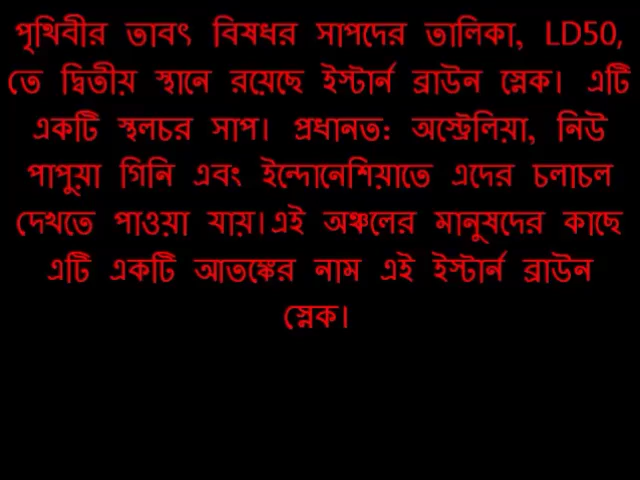 পৃথিবীর তাবৎ বিষধর সাপদের তালিকা, LD50,
তে দ্বিতীয় স্থানে রয়েছে ইস্টার্ন ব্রাউন স্নেক। এটি
একটি স্থলচর সাপ। প্রধানত: অস্ট্রেলিয়া, নিউ
পাপুয়া গিনি এবং ইন্দোনেশিয়াতে এদের চলাচল
দেখতে পাওয়া যায়।এই অঞ্চলের মানুষদের কাছে
এটি একটি আতঙ্কের নাম এই ইস্টার্ন ব্রাউন
স্নেক।